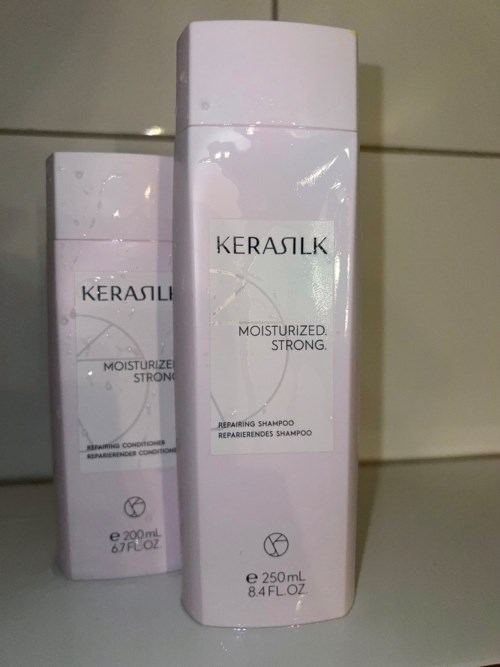 KERASILK
MOISTURIZED.
STRONG.
REPAIRING SHAMPOO
REPARIERENDES SHAMPOO
e 250 mL
8.4 FL.OZ.
KERASILK
MOISTURIZED
STRONG
REPAIRING CONDITIONER
REPARIERENDER CONDITIONER
e 200 mL
6.7 FL.OZ.